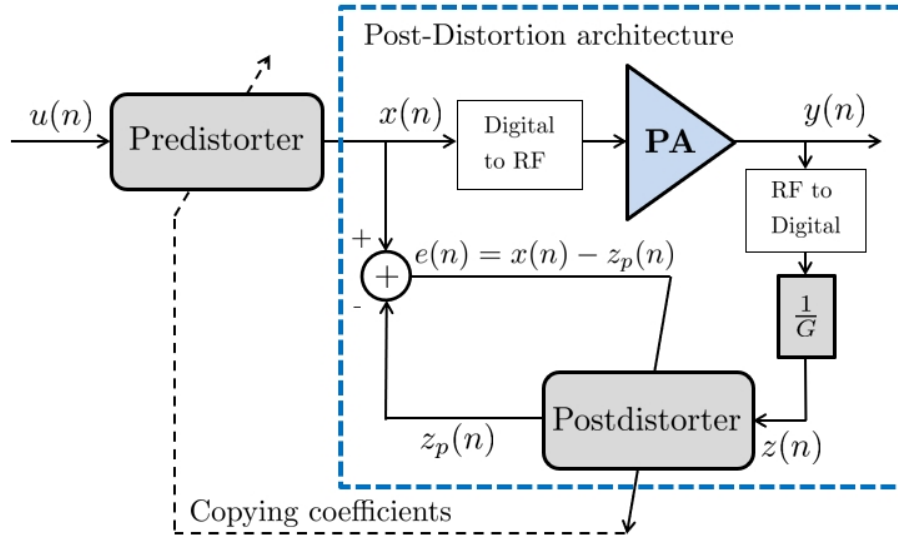 Post-Distortion architecture
u(n)
Predistorter
x(n)
Digital
to RF
PA
y(n)
RF to
Digital
+
e(n) = x(n) − z_p(n)
+
-
1/G
Postdistorter
z_p(n)
z(n)
Copying coefficients